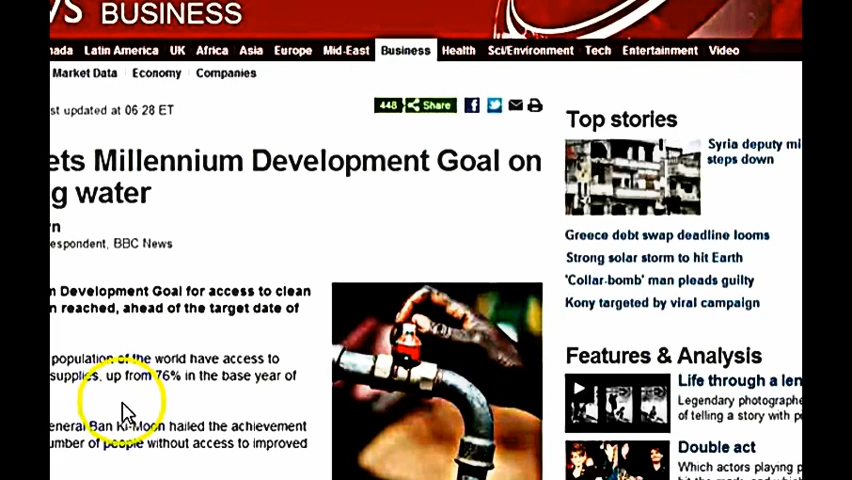 BUSINESS
Latin America UK Africa Asia Europe Mid-East Business Health Sci/Environment Tech Entertainment Video
Market Data Economy Companies
updated at 06:28 ET
448 Share
ets Millennium Development Goal on
g water
espondent, BBC News
Development Goal for access to clean
n reached, ahead of the target date of
population of the world have access to
supplies, up from 76% in the base year of
eneral Ban Ki-Moon hailed the achievement
umber of people without access to improved
Top stories
Syria deputy mi
steps down
Greece debt swap deadline looms
Strong solar storm to hit Earth
'Collar-bomb' man pleads guilty
Kony targeted by viral campaign
Features & Analysis
Life through a len
Legendary photographe
of telling a story with p
Double act
Which actors playing p